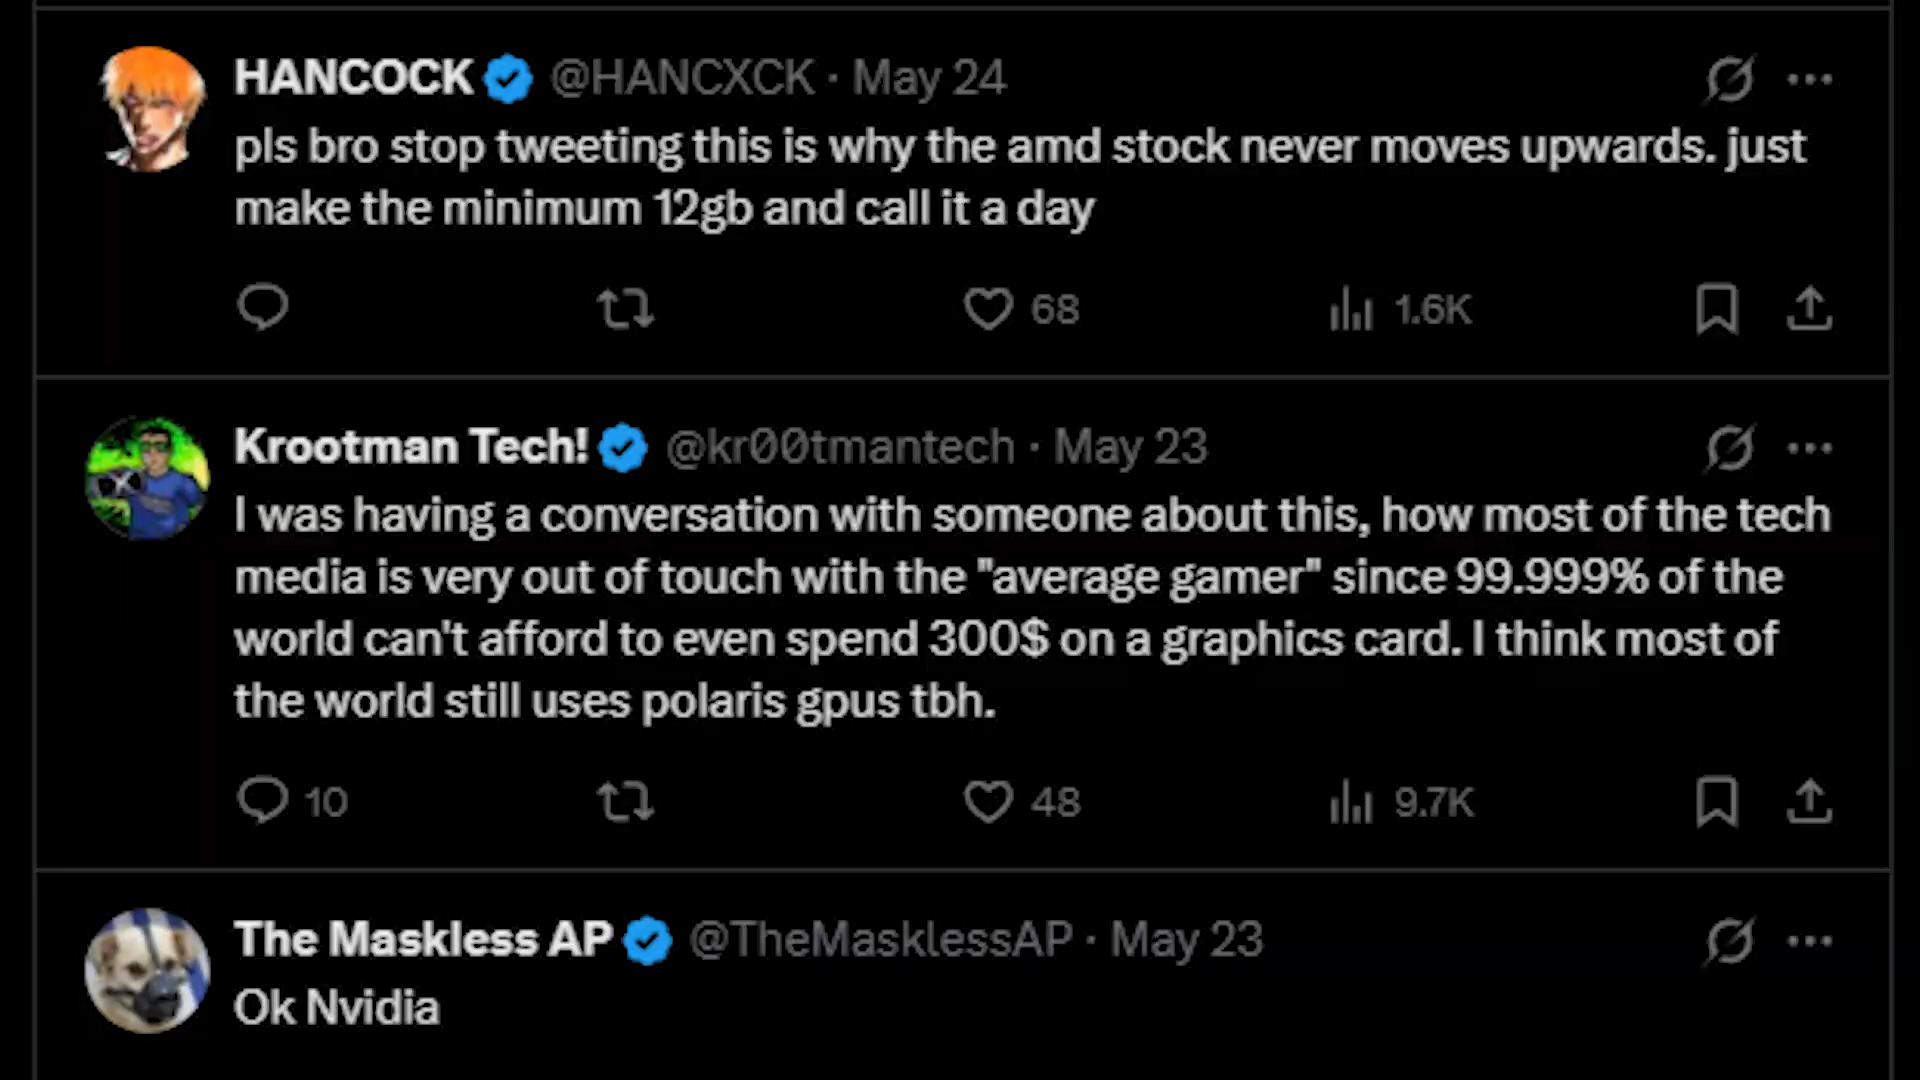 HANCOCK @HANCXCK · May 24
pls bro stop tweeting this is why the amd stock never moves upwards. just
make the minimum 12gb and call it a day
68 1.6K
Krootman Tech! @kr00tmantech · May 23
I was having a conversation with someone about this, how most of the tech
media is very out of touch with the "average gamer" since 99.999% of the
world can't afford to even spend 300$ on a graphics card. I think most of
the world still uses polaris gpus tbh.
10 48 9.7K
The Maskless AP @TheMasklessAP · May 23
Ok Nvidia